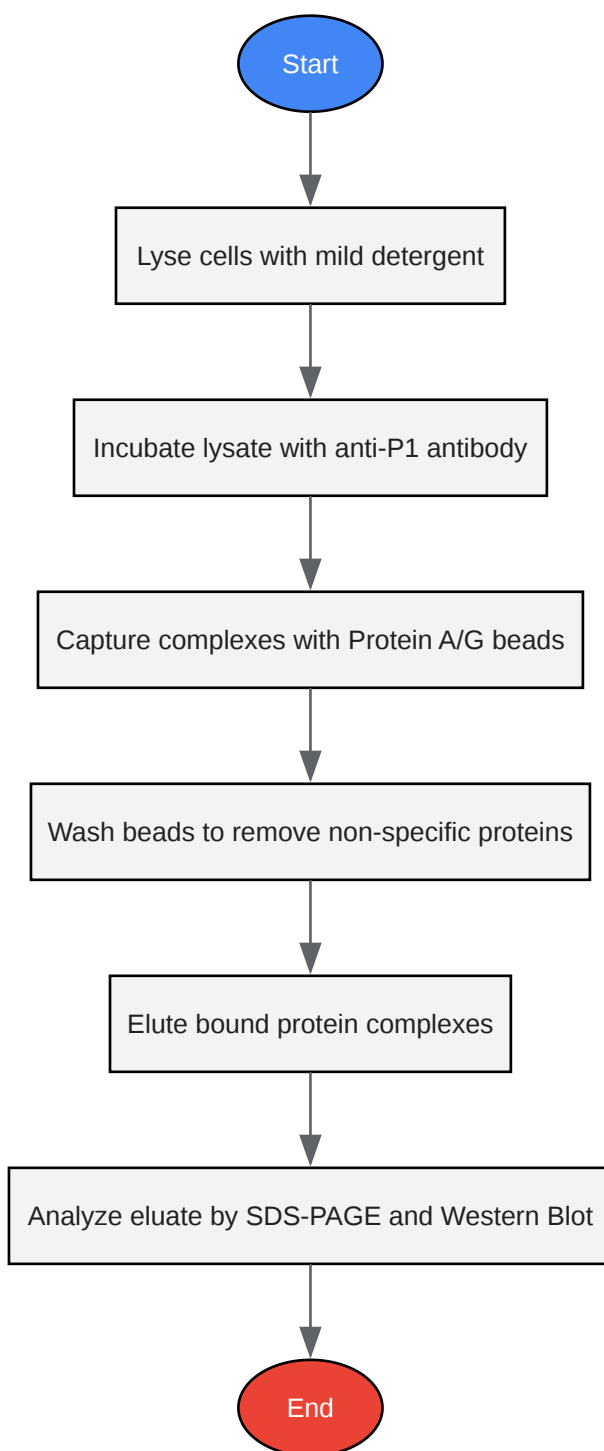 Start
Lyse cells with mild detergent
Incubate lysate with anti-P1 antibody
Capture complexes with Protein A/G beads
Wash beads to remove non-specific proteins
Elute bound protein complexes
Analyze eluate by SDS-PAGE and Western Blot
End